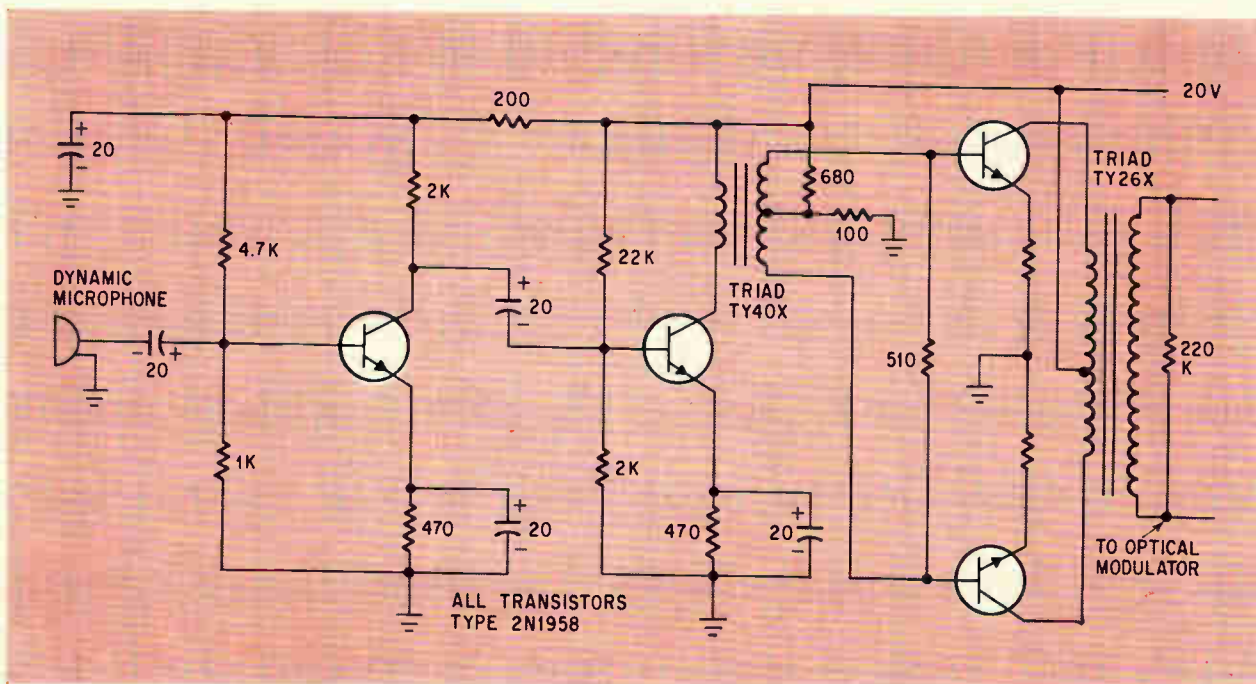 200
20V
+
20
-
2K
4.7K
DYNAMIC
MICROPHONE
- +
20
+
20
-
22K
680
100
TRIAD
TY40X
TRIAD
TY26X
510
220
K
1K
470
+
20
-
2K
470
+
20
-
ALL TRANSISTORS
TYPE 2N1958
TO OPTICAL
MODULATOR